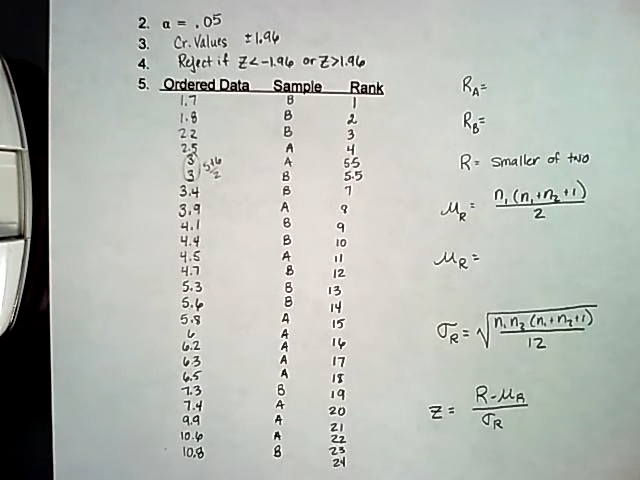 2. α = .05
3. Cr. Values ±1.96
4. Reject if Z<-1.96 or Z>1.96
5. Ordered Data Sample Rank
1.7 B 1
1.8 B 2
2.2 B 3
2.5 A 4
3 A 5.5
3 B 5.5
5+6/2
3.4 B 7
3.9 A 8
4.1 B 9
4.4 B 10
4.5 A 11
4.7 B 12
5.3 B 13
5.6 B 14
5.8 A 15
6 A 16
6.2 A 17
6.3 A 18
6.5 A 19
7.3 B 20
7.4 A 21
9.9 A 22
10.6 A 23
10.8 B 24
R_A=
R_B=
R= smaller of two
μ_R= n₁(n₁+n₂+1)/2
μ_R=
σ_R= √(n₁n₂(n₁+n₂+1)/12)
Z= R-μ_R/σ_R